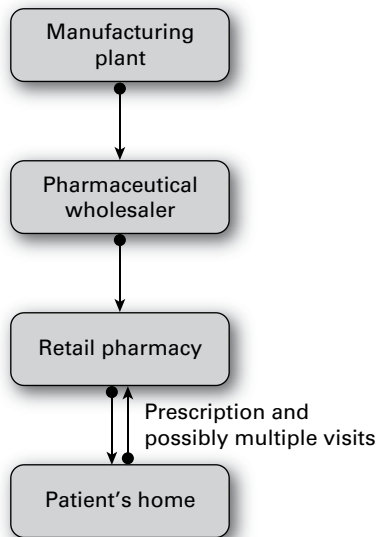 Manufacturing
plant
Pharmaceutical
wholesaler
Retail pharmacy
Prescription and
possibly multiple visits
Patient’s home